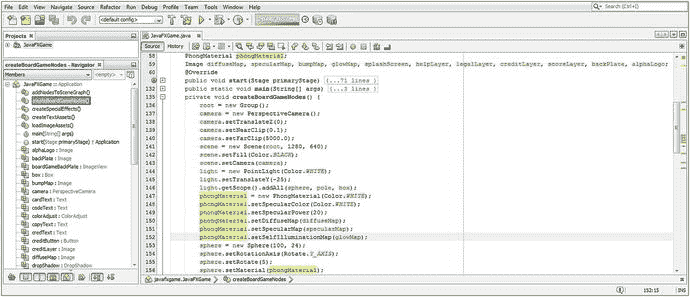 File Edit View Navigate Source Refactor Run Debug Profile Team Tools Window Help
Search (Ctrl+I)
<default config>
Projects
JavaFXGame
createBoardGameNodes - Navigator
Members
<empty>
JavaFXGame :: Application
addNodesToSceneGraph()
createBoardGameNodes()
createSpecialEffects()
createTextAssets()
loadImageAssets()
main(String[] args)
start(Stage primaryStage) ↑ Application
alphaLogo : Image
backPlate : Image
boardGameBackPlate : ImageView
box : Box
bumpMap : Image
camera : PerspectiveCamera
cardText : Text
codeText : Text
colorAdjust : ColorAdjust
copyText : Text
credText : Text
creditButton : Button
creditLayer : Image
diffuseMap : Image
dropShadow : DropShadow
JavaFXGame.java
Source History
58 PhongMaterial phongMaterial;
59 Image diffuseMap, specularMap, bumpMap, glowMap, splashScreen, helpLayer, legalLayer, creditLayer, scoreLayer, backPlate, alphaLogo;
60 @Override
public void start(Stage primaryStage) {...71 lines }
132 public static void main(String[] args) {...3 lines }
135 private void createBoardGameNodes() {
136 root = new Group();
137 camera = new PerspectiveCamera();
138 camera.setTranslateZ(0);
139 camera.setNearClip(0.1);
140 camera.setFarClip(5000.0);
141 scene = new Scene(root, 1280, 640);
142 scene.setFill(Color.BLACK);
143 scene.setCamera(camera);
144 light = new PointLight(Color.WHITE);
145 light.setTranslateY(-25);
146 light.getScope().addAll(sphere, pole, box);
147 phongMaterial = new PhongMaterial(Color.WHITE);
148 phongMaterial.setSpecularColor(Color.WHITE);
149 phongMaterial.setSpecularPower(20);
150 phongMaterial.setDiffuseMap(diffuseMap);
151 phongMaterial.setSpecularMap(specularMap);
152 phongMaterial.setSelfIlluminationMap(glowMap);
152 sphere = new Sphere(100, 24);
153 sphere.setRotationAxis(Rotate.Y_AXIS);
sphere.setRotate(5);
154 sphere.setMaterial(phongMaterial);
javafxgame.JavaFXGame
createBoardGameNodes
152:15
INS